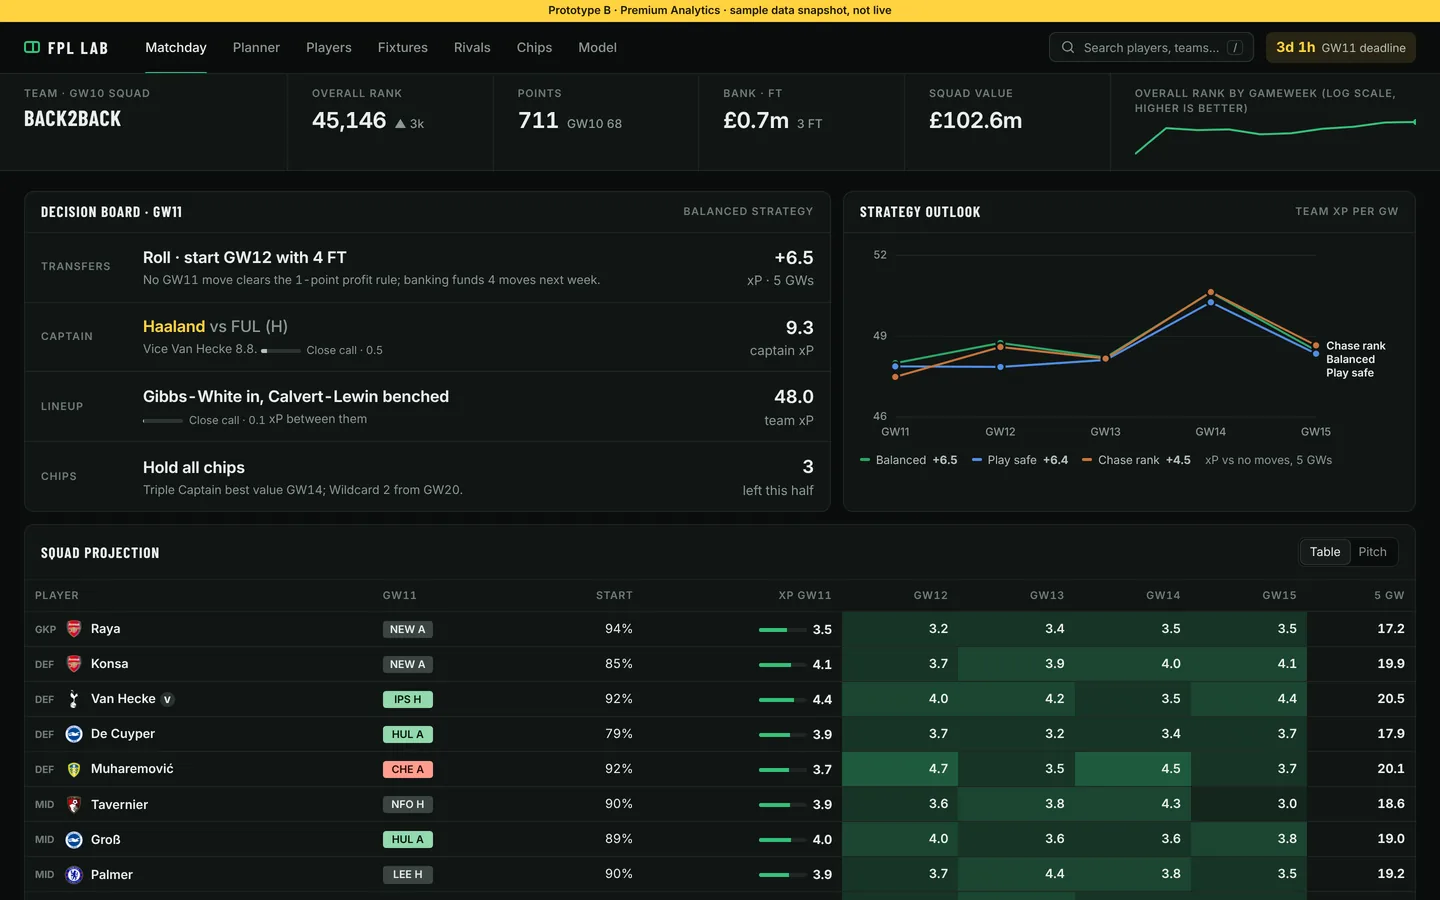 Prototype B · Premium Analytics · sample data snapshot, not live
FPL LAB Matchday Planner Players Fixtures Rivals Chips Model Search players, teams... / 3d 1h GW11 deadline
TEAM · GW10 SQUAD
BACK2BACK
OVERALL RANK
45,146 ▲ 3k
POINTS
711 GW10 68
BANK · FT
£0.7m 3 FT
SQUAD VALUE
£102.6m
OVERALL RANK BY GAMEWEEK (LOG SCALE,
HIGHER IS BETTER)
DECISION BOARD · GW11 BALANCED STRATEGY
TRANSFERS
Roll · start GW12 with 4 FT
No GW11 move clears the 1-point profit rule; banking funds 4 moves next week.
+6.5
xP · 5 GWs
CAPTAIN
Haaland vs FUL (H)
Vice Van Hecke 8.8. Close call · 0.5
9.3
captain xP
LINEUP
Gibbs-White in, Calvert-Lewin benched
Close call · 0.1 xP between them
48.0
team xP
CHIPS
Hold all chips
Triple Captain best value GW14; Wildcard 2 from GW20.
3
left this half
STRATEGY OUTLOOK TEAM XP PER GW
52
49
46
Chase rank
Balanced
Play safe
GW11 GW12 GW13 GW14 GW15
Balanced +6.5 Play safe +6.4 Chase rank +4.5 xP vs no moves, 5 GWs
SQUAD PROJECTION Table Pitch
PLAYER GW11 START XP GW11 GW12 GW13 GW14 GW15 5 GW
GKP Raya NEW A 94% 3.5 3.2 3.4 3.5 3.5 17.2
DEF Konsa NEW A 85% 4.1 3.7 3.9 4.0 4.1 19.9
DEF Van Hecke V IPS H 92% 4.4 4.0 4.2 3.5 4.4 20.5
DEF De Cuyper HUL A 79% 3.9 3.7 3.2 3.4 3.7 17.9
DEF Muharemović CHE A 92% 3.7 4.7 3.5 4.5 3.7 20.1
MID Tavernier NFO H 90% 3.9 3.6 3.8 4.3 3.0 18.6
MID Groß HUL A 89% 4.0 4.0 3.6 3.6 3.8 19.0
MID Palmer LEE H 90% 3.9 3.7 4.4 3.8 3.5 19.2